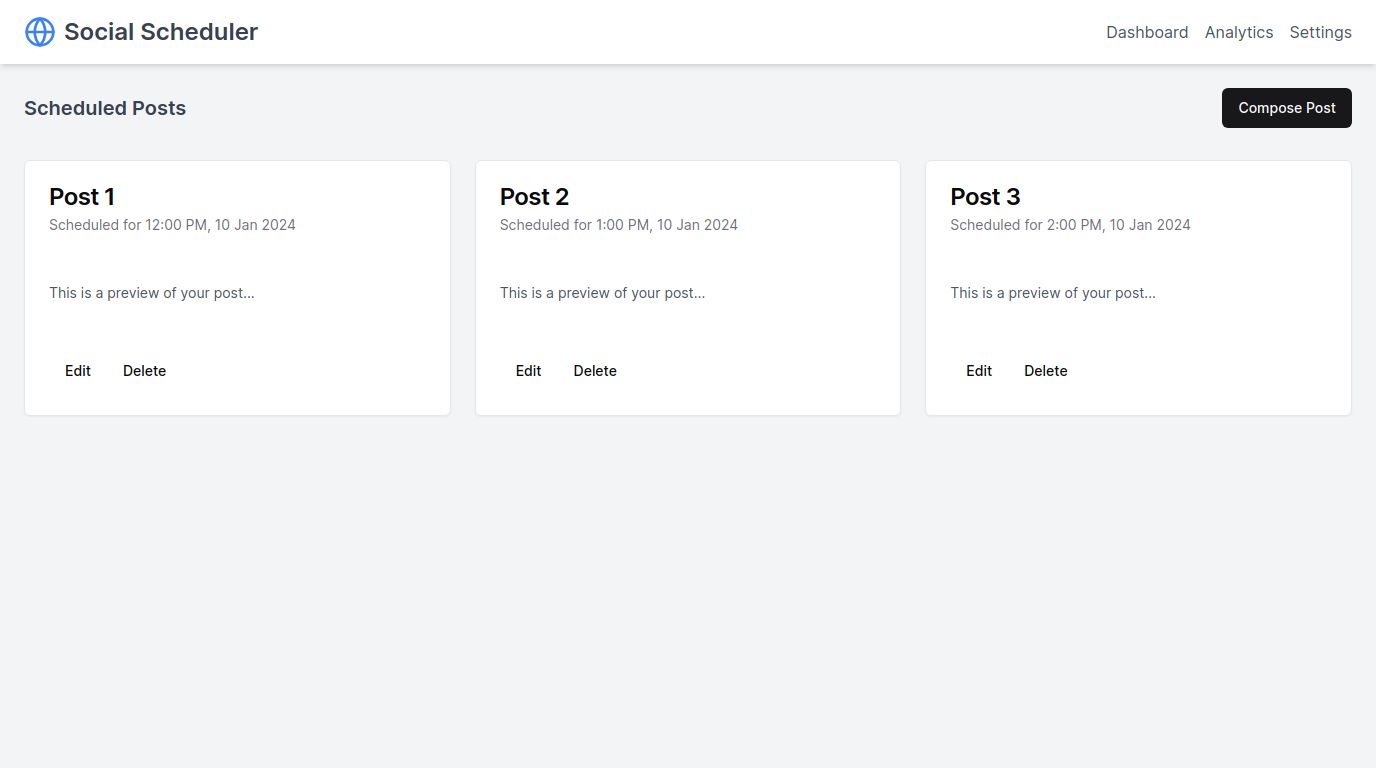 Social Scheduler
Dashboard Analytics Settings
Scheduled Posts
Compose Post
Post 1
Scheduled for 12:00 PM, 10 Jan 2024
This is a preview of your post...
Edit Delete
Post 2
Scheduled for 1:00 PM, 10 Jan 2024
This is a preview of your post...
Edit Delete
Post 3
Scheduled for 2:00 PM, 10 Jan 2024
This is a preview of your post...
Edit Delete